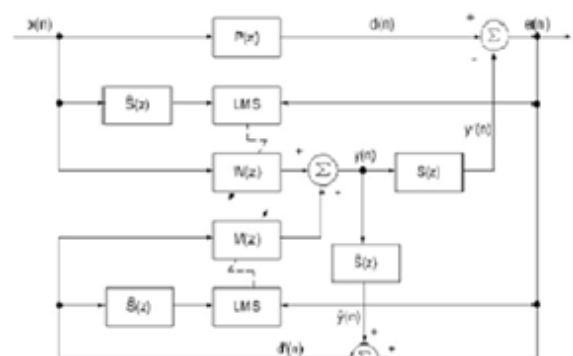 x(n)
P(z)
d(n)
+
Σ
e(n)
-
Ŝ(z)
LMS
y'(n)
W(z)
+
Σ
y(n)
S(z)
+
M(z)
Ŝ(z)
Ŝ(z)
LMS
ŷ(n)
+
d'(n)
Σ
+